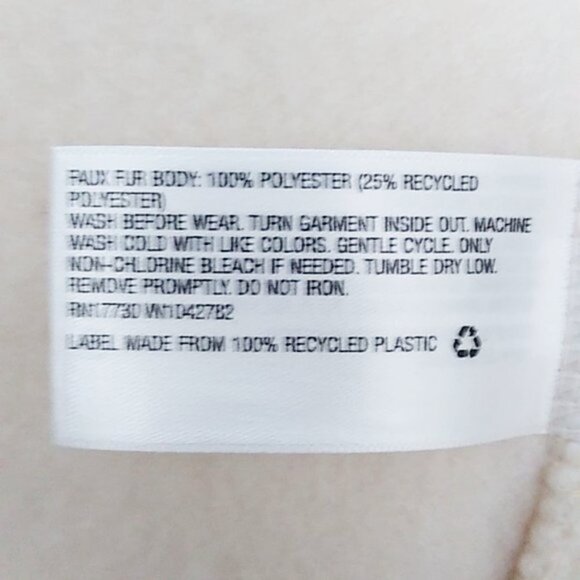 FAUX FUR BODY: 100% POLYESTER (25% RECYCLED
POLYESTER)
WASH BEFORE WEAR. TURN GARMENT INSIDE OUT. MACHINE
WASH COLD WITH LIKE COLORS. GENTLE CYCLE. ONLY
NON-CHLORINE BLEACH IF NEEDED. TUMBLE DRY LOW.
REMOVE PROMPTLY. DO NOT IRON.
LABEL MADE FROM 100% RECYCLED PLASTIC